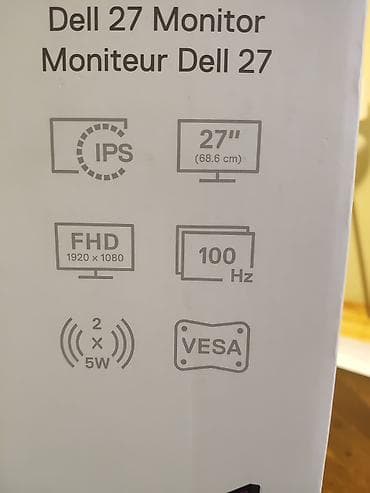 Dell 27 Monitor
Moniteur Dell 27
IPS
27"
(68.6 cm)
FHD
1920 x 1080
100
Hz
2
x
5W
VESA